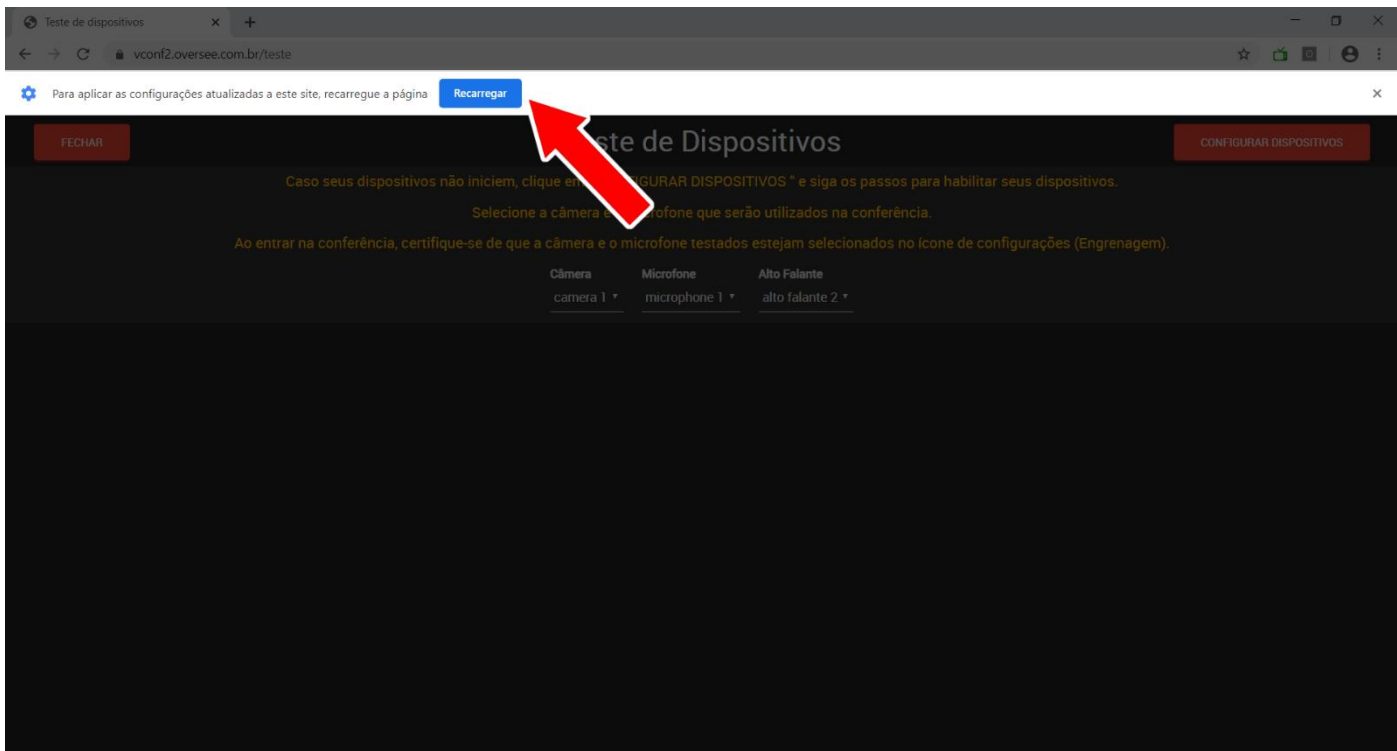 Teste de dispositivos
vconf2.oversee.com.br/teste
Para aplicar as configurações atualizadas a este site, recarregue a página Recarregar
FECHAR
ste de Dispositivos
CONFIGURAR DISPOSITIVOS
Caso seus dispositivos não iniciem, clique em GURAR DISPOSITIVOS " e siga os passos para habilitar seus dispositivos.
Selecione a câmera e rofone que serão utilizados na conferência.
Ao entrar na conferência, certifique-se de que a câmera e o microfone testados estejam selecionados no ícone de configurações (Engrenagem).
Câmera Microfone Alto Falante
camera 1 microphone 1 alto falante 2